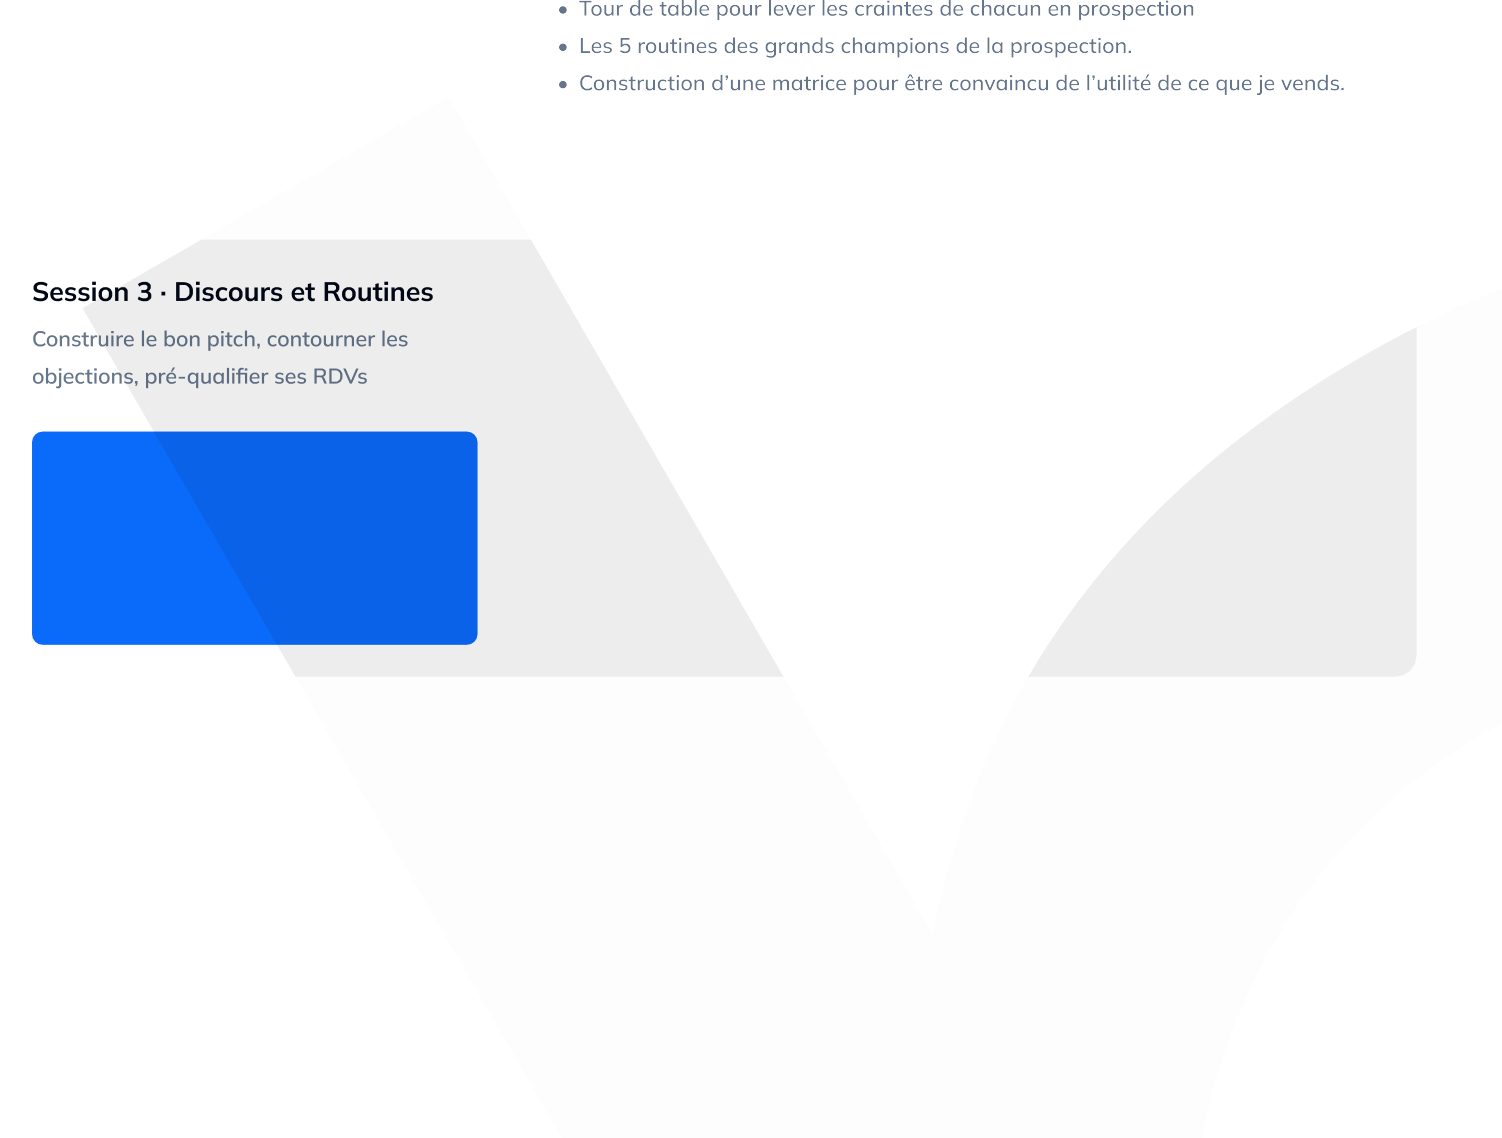 • Tour de table pour lever les craintes de chacun en prospection
• Les 5 routines des grands champions de la prospection.
• Construction d’une matrice pour être convaincu de l’utilité de ce que je vends.
Session 3 · Discours et Routines
Construire le bon pitch, contourner les
objections, pré-qualifier ses RDVs